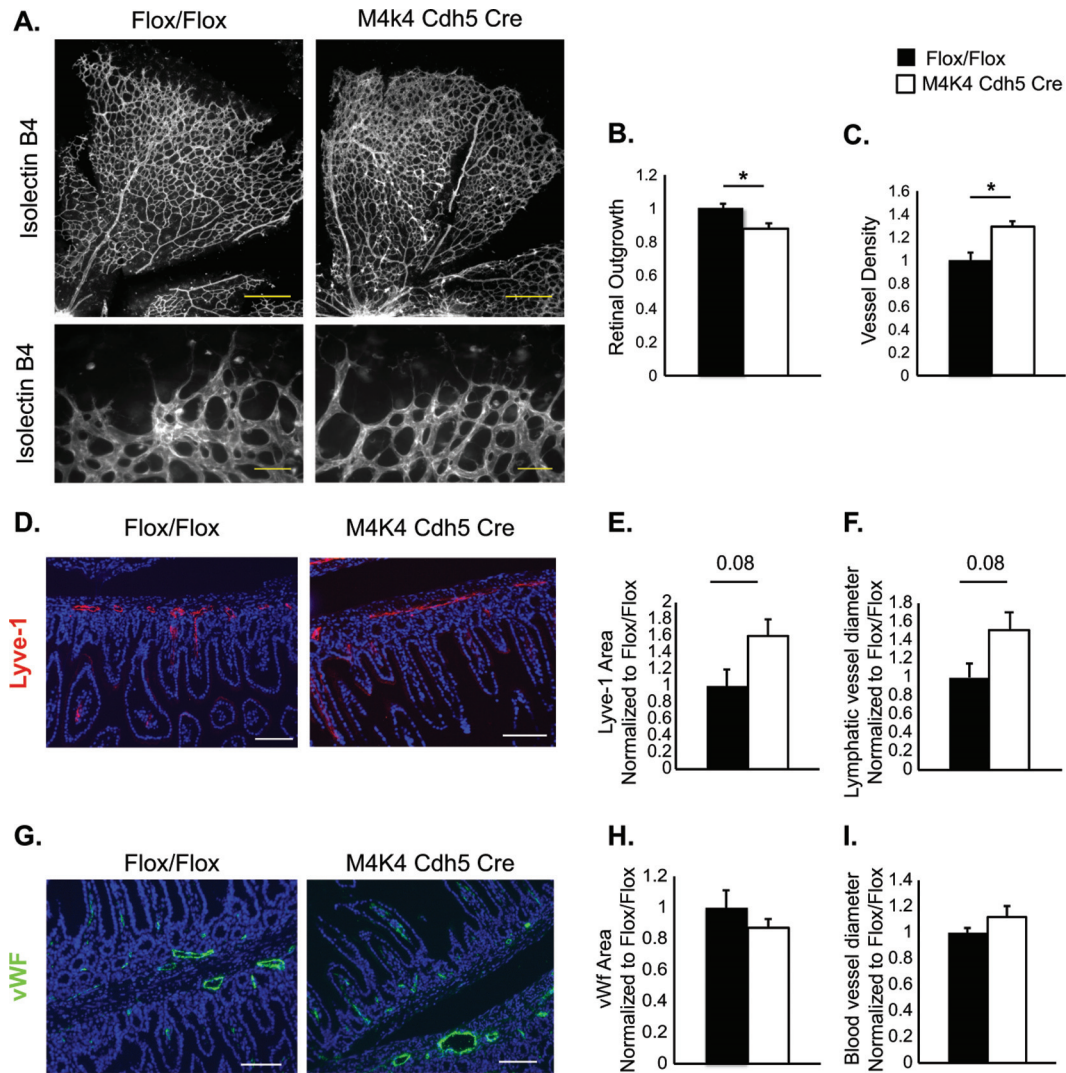 A.
Flox/Flox
M4k4 Cdh5 Cre
Isolectin B4
Isolectin B4
Flox/Flox
M4K4 Cdh5 Cre
B.
*
Retinal Outgrowth
1.2
1
0.8
0.6
0.4
0.2
0
C.
*
Vessel Density
1.6
1.4
1.2
1
0.8
0.6
0.4
0.2
0
D.
Flox/Flox
M4K4 Cdh5 Cre
Lyve-1
E.
0.08
Lyve-1 Area
Normalized to Flox/Flox
2
1.8
1.6
1.4
1.2
1
0.8
0.6
0.4
0.2
0
F.
0.08
Lymphatic vessel diameter
Normalized to Flox/Flox
1.8
1.6
1.4
1.2
1
0.8
0.6
0.4
0.2
0
G.
Flox/Flox
M4K4 Cdh5 Cre
vWF
H.
vWf Area
Normalized to Flox/Flox
1.2
1
0.8
0.6
0.4
0.2
0
I.
Blood vessel diameter
Normalized to Flox/Flox
1.4
1.2
1
0.8
0.6
0.4
0.2
0